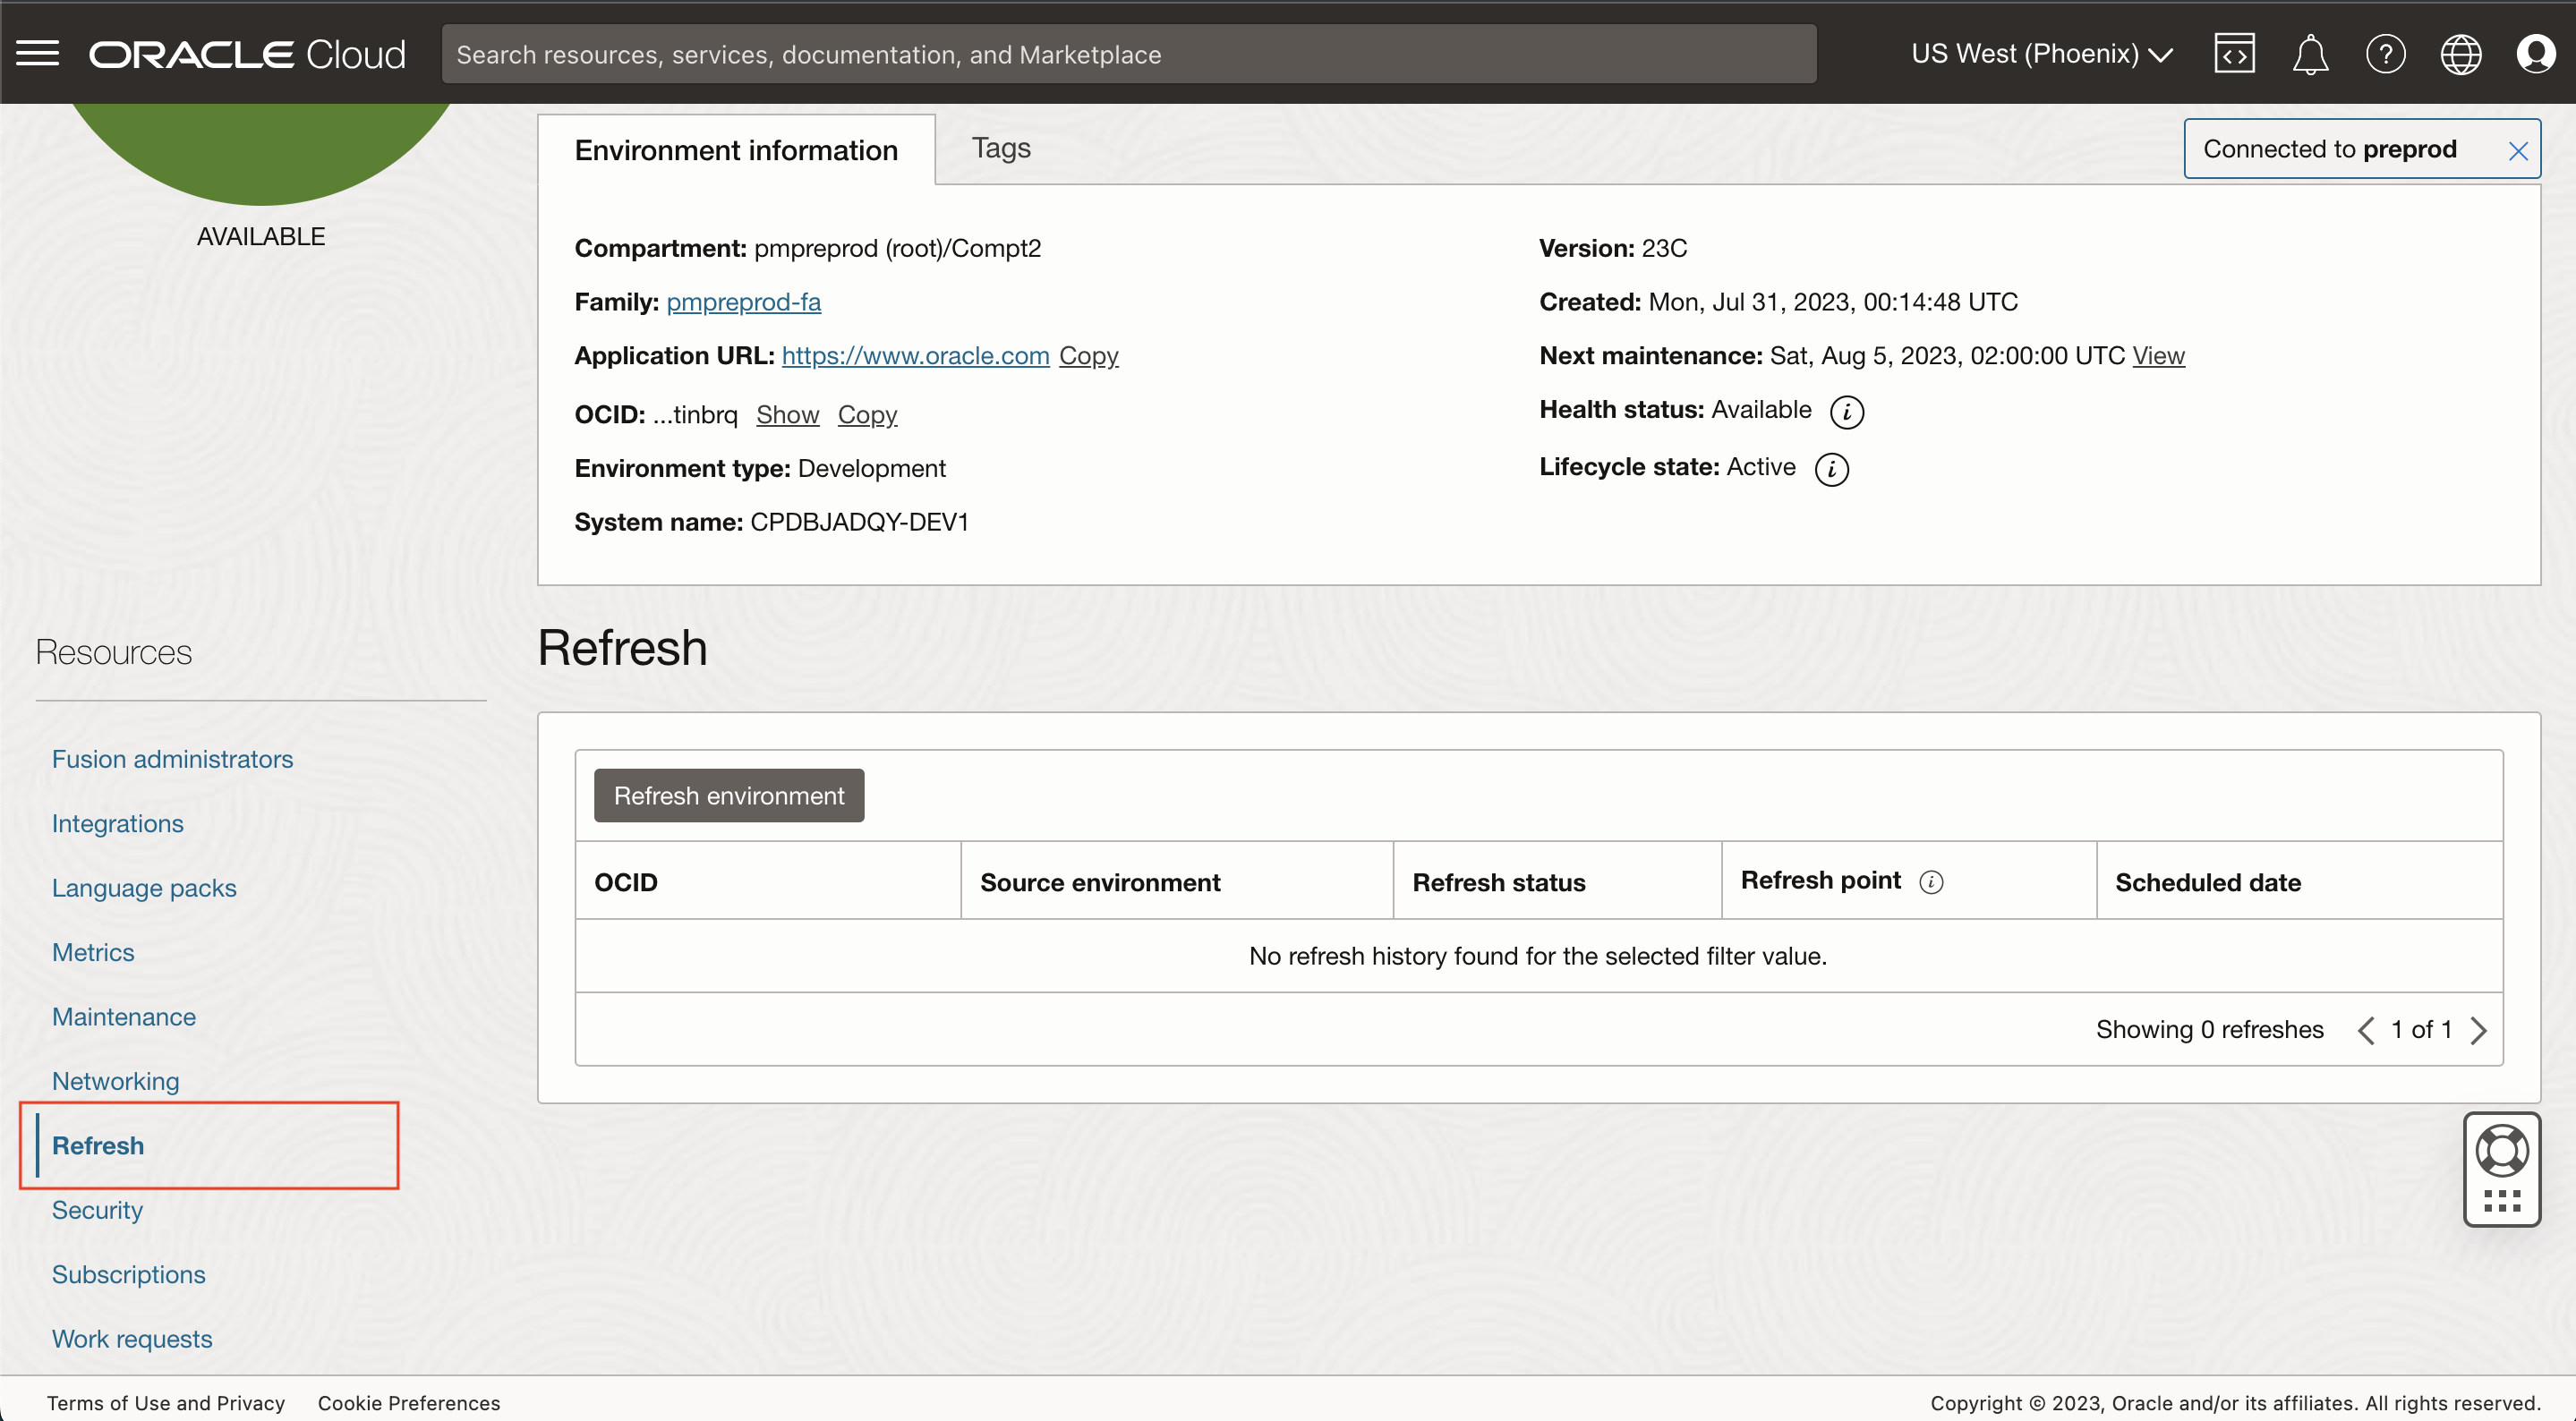 ORACLE Cloud
Search resources, services, documentation, and Marketplace
US West (Phoenix)
AVAILABLE
Environment information
Tags
Connected to preprod
Compartment: pmpreprod (root)/Compt2
Family: pmpreprod-fa
Application URL: https://www.oracle.com Copy
OCID: ...tinbrq Show Copy
Environment type: Development
System name: CPDBJADQY-DEV1
Version: 23C
Created: Mon, Jul 31, 2023, 00:14:48 UTC
Next maintenance: Sat, Aug 5, 2023, 02:00:00 UTC View
Health status: Available
Lifecycle state: Active
Resources
Fusion administrators
Integrations
Language packs
Metrics
Maintenance
Networking
Refresh
Security
Subscriptions
Work requests
Refresh
Refresh environment
OCID
Source environment
Refresh status
Refresh point
Scheduled date
No refresh history found for the selected filter value.
Showing 0 refreshes
1 of 1
Terms of Use and Privacy
Cookie Preferences
Copyright © 2023, Oracle and/or its affiliates. All rights reserved.